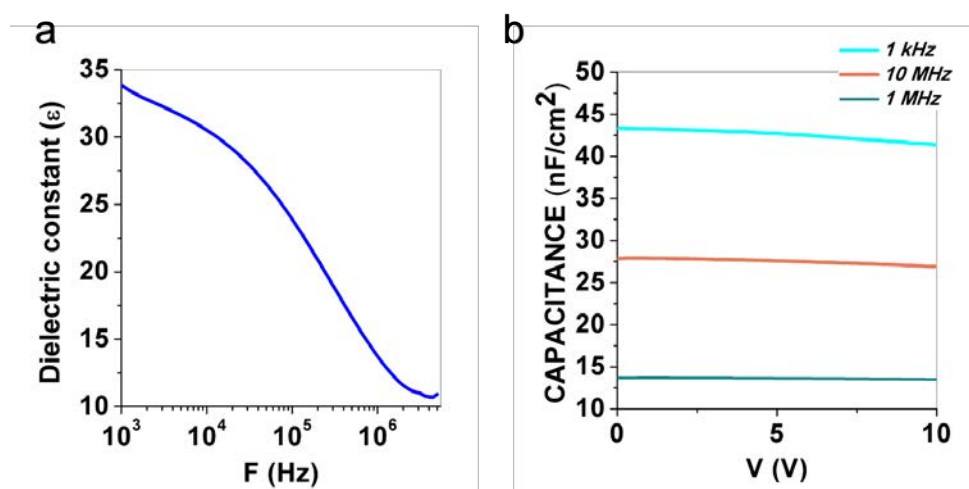 a
35
30
25
20
15
10
Dielectric constant (ε)
10³
10⁴
10⁵
10⁶
F (Hz)
b
1 kHz
10 MHz
1 MHz
50
45
40
35
30
25
20
15
10
CAPACITANCE (nF/cm²)
0
5
10
V (V)